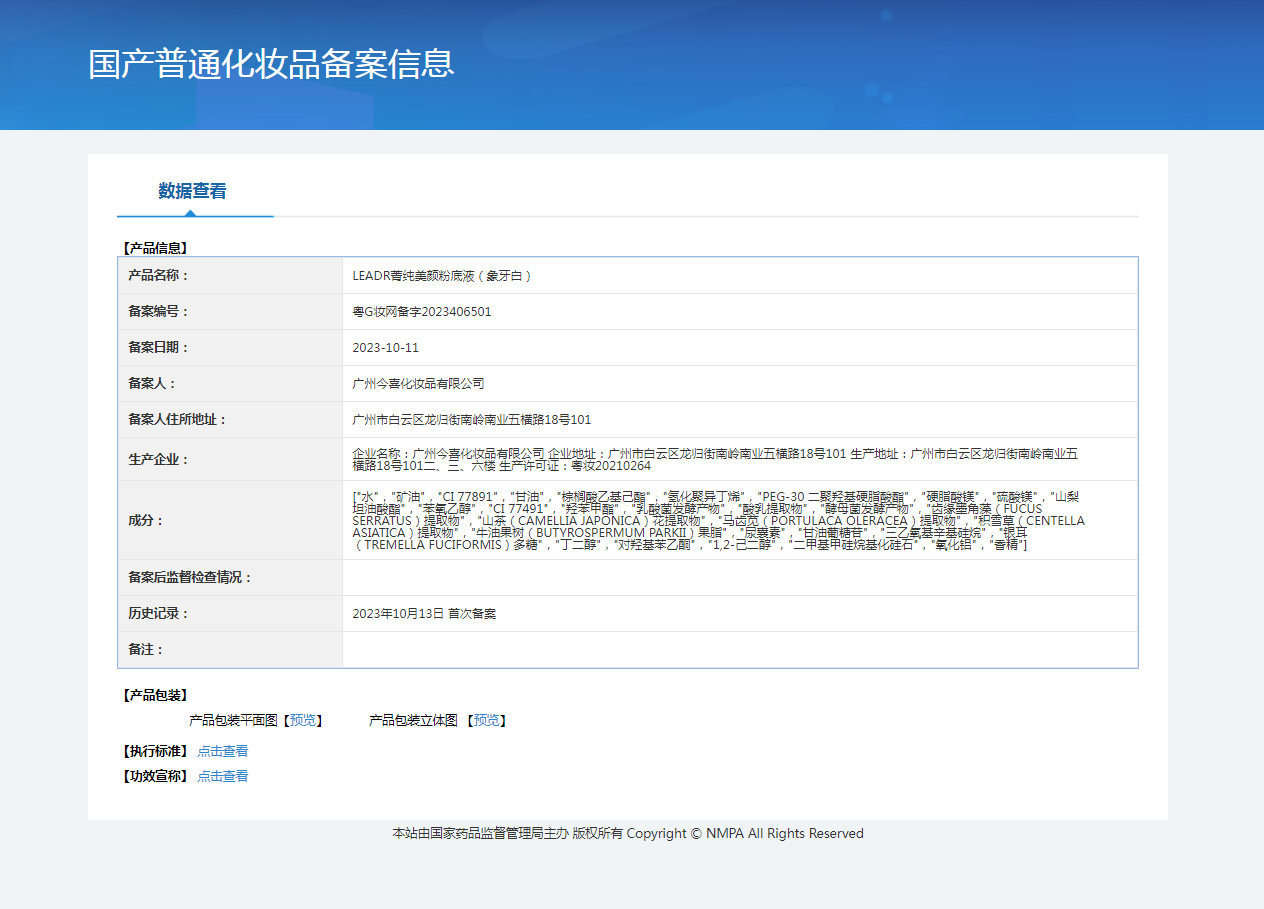 国产普通化妆品备案信息
数据查看
【产品信息】
产品名称： LEADR菁纯美颜粉底液（象牙白）
备案编号： 粤G妆网备字2023406501
备案日期： 2023-10-11
备案人： 广州今喜化妆品有限公司
备案人住所地址： 广州市白云区龙归街南岭南业五横路18号101
生产企业： 企业名称：广州今喜化妆品有限公司 企业地址：广州市白云区龙归街南岭南业五横路18号101 生产地址：广州市白云区龙归街南岭南业五
横路18号101二、三、六楼 生产许可证：粤妆20210264
成分： ["水"，"矿油"，"CI 77891"，"甘油"，"棕榈酸乙基己酯"，"氢化聚异丁烯"，"PEG-30 二聚羟基硬脂酸酯"，"硬脂酸镁"，"硫酸镁"，"山梨
坦油酸酯"，"苯氧乙醇"，"CI 77491"，"羟苯甲酯"，"乳酸菌发酵产物"，"酸乳提取物"，"酵母菌发酵产物"，"齿缘墨角藻（FUCUS
SERRATUS）提取物"，"山茶（CAMELLIA JAPONICA）花提取物"，"马齿苋（PORTULACA OLERACEA）提取物"，"积雪草（CENTELLA
ASIATICA）提取物"，"牛油果树（BUTYROSPERMUM PARKII）果脂"，"尿囊素"，"甘油葡糖苷"，"三乙氧基辛基硅烷"，"银耳
（TREMELLA FUCIFORMIS）多糖"，"丁二醇"，"对羟基苯乙酮"，"1,2-己二醇"，"二甲基甲硅烷基化硅石"，"氧化铝"，"香精"]
备案后监督检查情况：
历史记录： 2023年10月13日 首次备案
备注：
【产品包装】
产品包装平面图【预览】 产品包装立体图 【预览】
【执行标准】 点击查看
【功效宣称】 点击查看
本站由国家药品监督管理局主办 版权所有 Copyright © NMPA All Rights Reserved